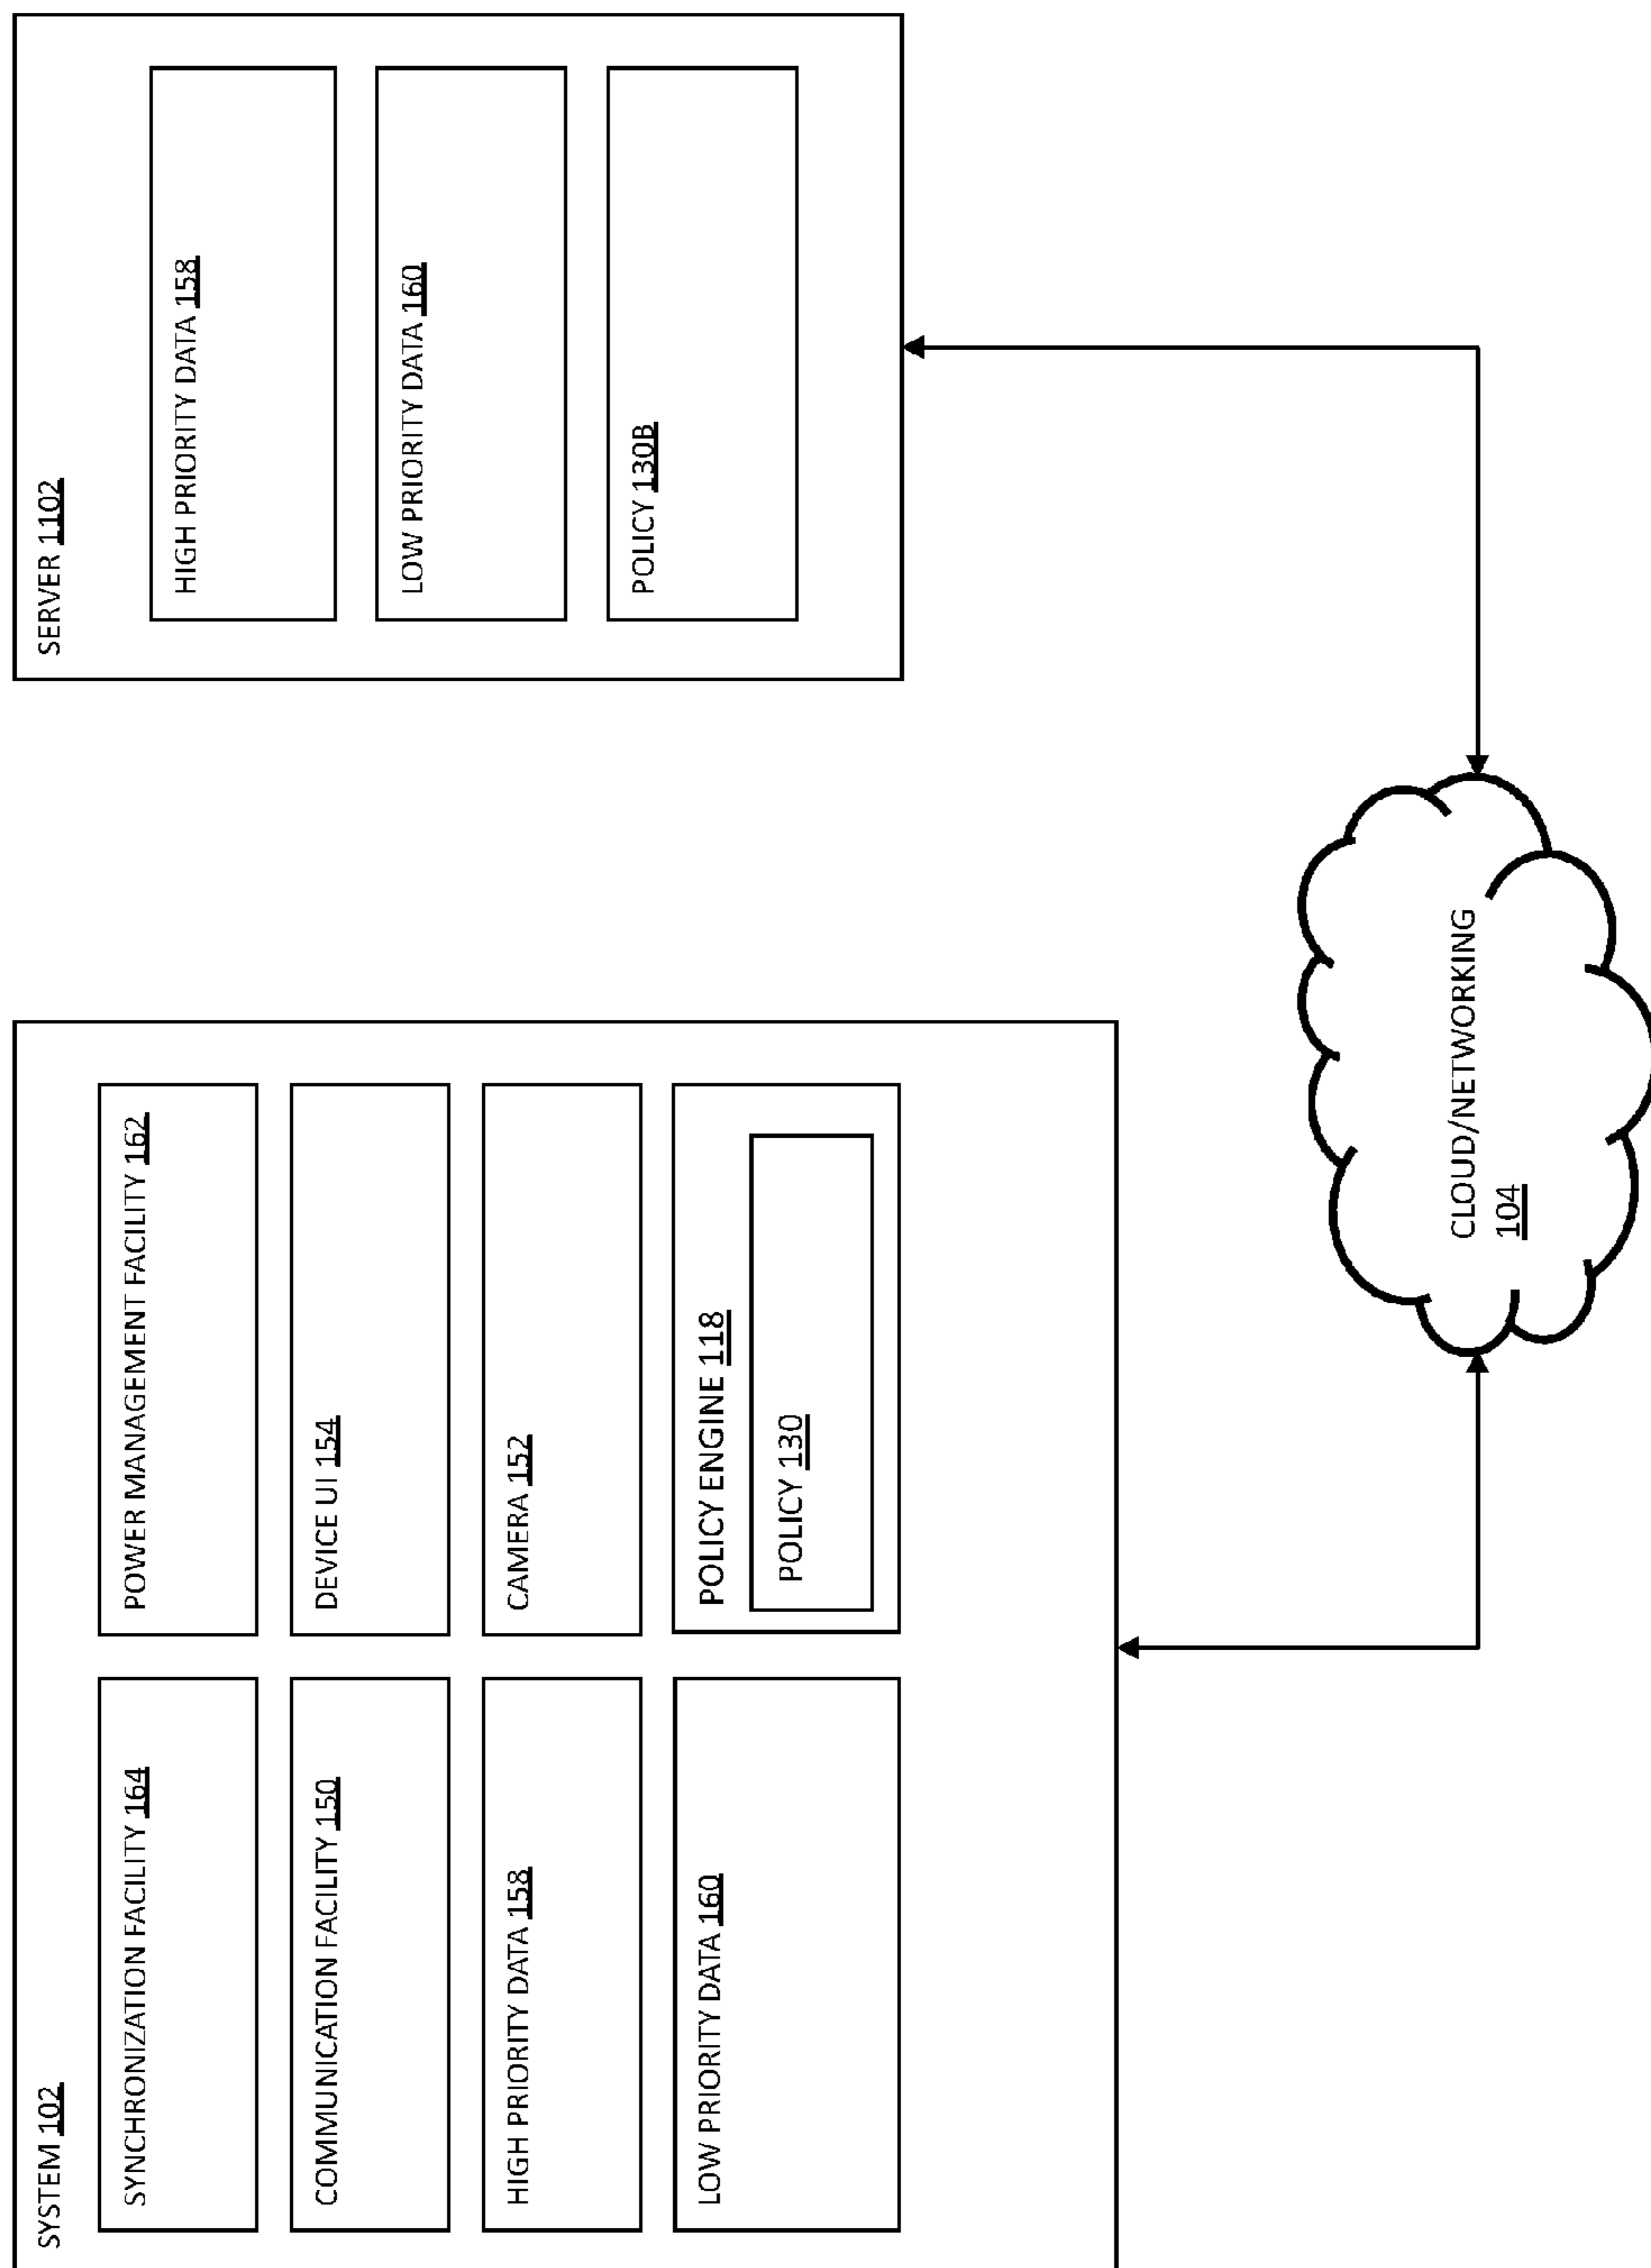 SYSTEM 102
SYNCHRONIZATION FACILITY 164
POWER MANAGEMENT FACILITY 162
COMMUNICATION FACILITY 150
DEVICE UI 154
HIGH PRIORITY DATA 158
CAMERA 152
LOW PRIORITY DATA 160
POLICY ENGINE 118
POLICY 130
SERVER 1102
HIGH PRIORITY DATA 158
LOW PRIORITY DATA 160
POLICY 130B
CLOUD/NETWORKING
104